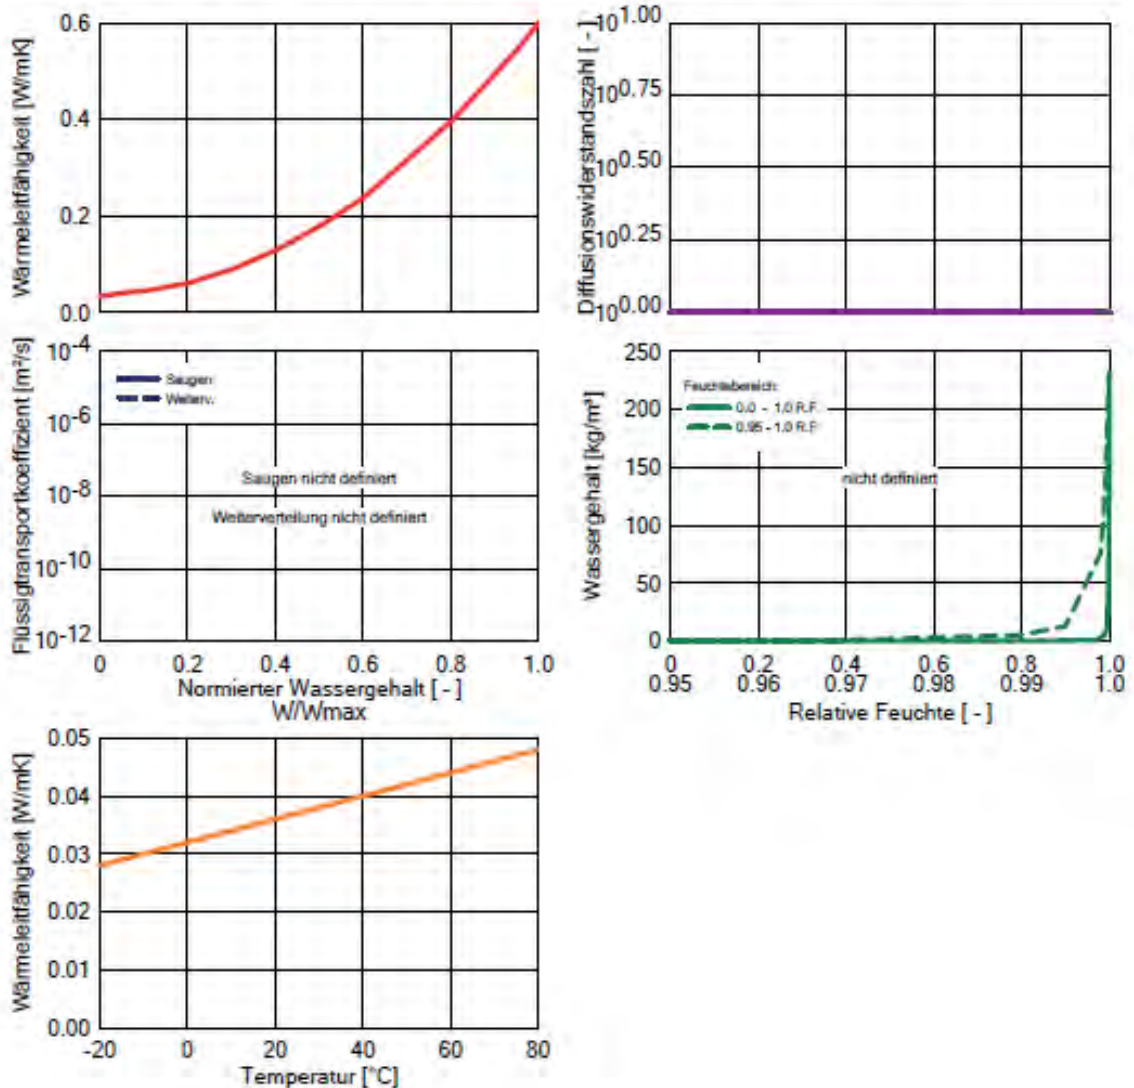 Wärmeleitfähigkeit [W/mK]
0.6
0.4
0.2
0.0
Diffusionswiderstandszahl [ - ]
10^1.00
10^0.75
10^0.50
10^0.25
10^0.00
Flüssigtransportkoeffizient [m²/s]
10^-4
10^-6
10^-8
10^-10
10^-12
Saugen
Weiterv.
Saugen nicht definiert
Weiterverteilung nicht definiert
0 0.2 0.4 0.6 0.8 1.0
Normierter Wassergehalt [ - ]
W/Wmax
Wassergehalt [kg/m³]
250
200
150
100
50
0
Feuchtebereich:
0.0 - 1.0 R.F.
0.95 - 1.0 R.F.
nicht definiert
0 0.2 0.4 0.6 0.8 1.0
0.95 0.96 0.97 0.98 0.99 1.0
Relative Feuchte [ - ]
Wärmeleitfähigkeit [W/mK]
0.05
0.04
0.03
0.02
0.01
0.00
-20 0 20 40 60 80
Temperatur [°C]